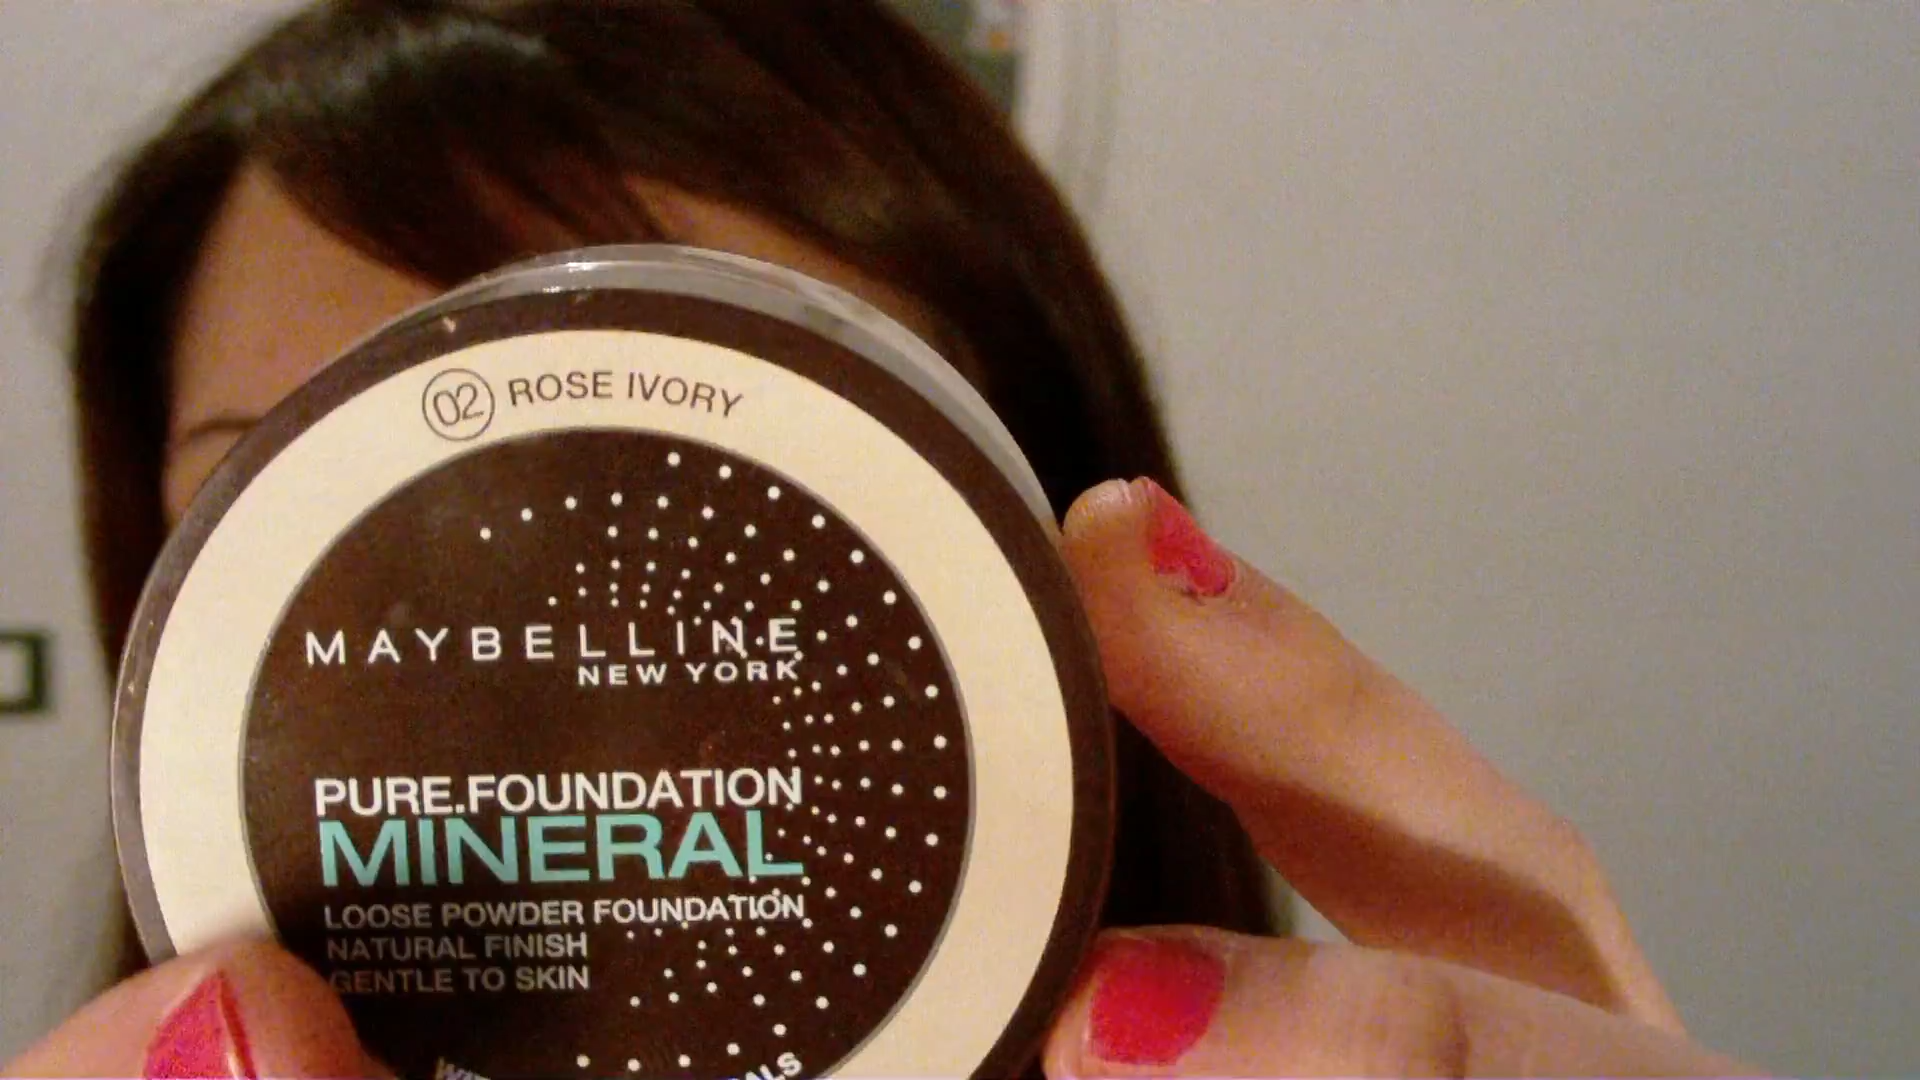 02 ROSE IVORY
MAYBELLINE
NEW YORK
PURE.FOUNDATION
MINERAL
LOOSE POWDER FOUNDATION
NATURAL FINISH
GENTLE TO SKIN